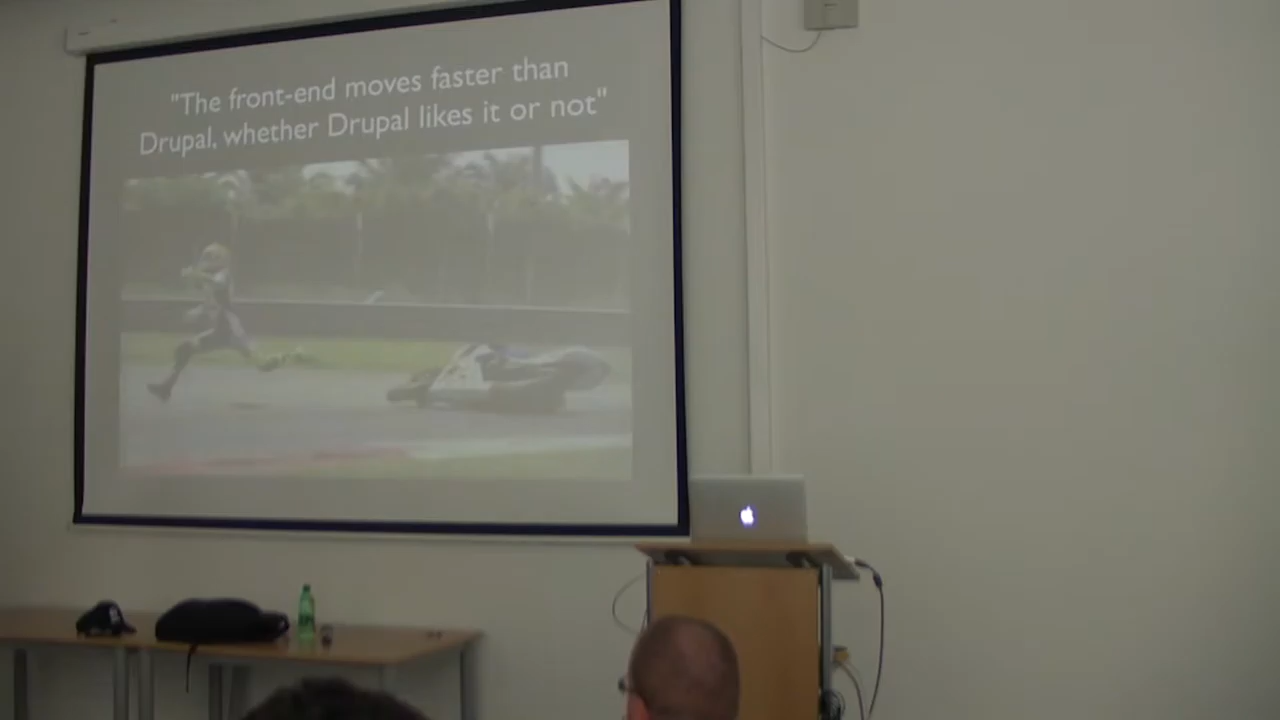 "The front-end moves faster than
Drupal, whether Drupal likes it or not"